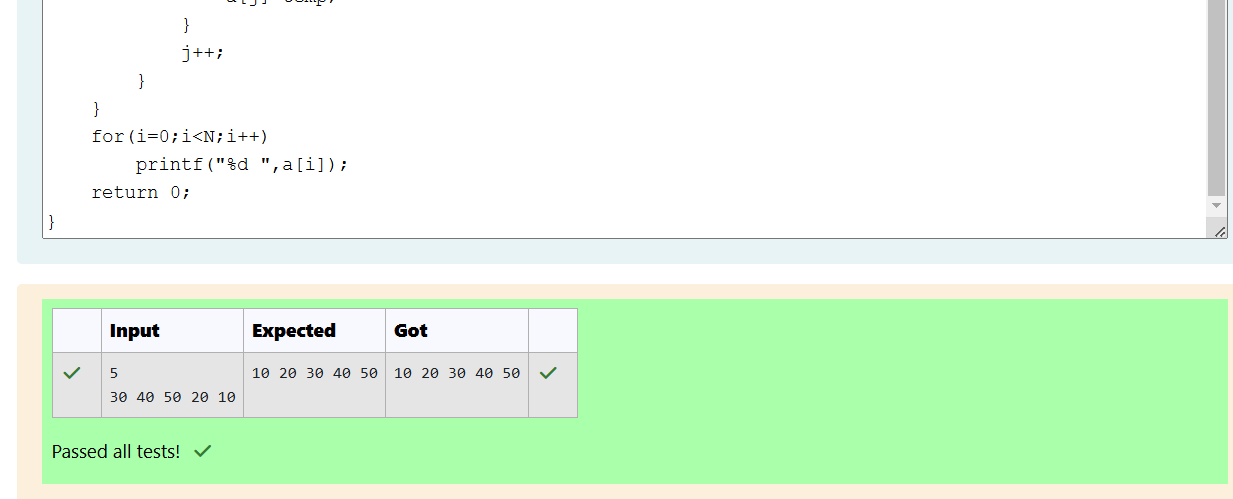 }
j++;
}
}
for(i=0;i<N;i++)
printf("%d ",a[i]);
return 0;
}
Input Expected Got
5 10 20 30 40 50 10 20 30 40 50
30 40 50 20 10
Passed all tests!